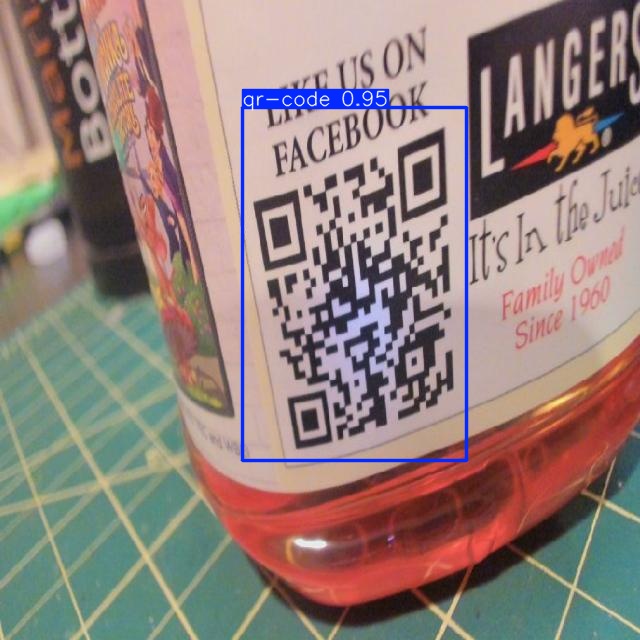 Bott
qr-code 0.95
LIKE US ON
FACEBOOK
LANGERS
It's In the Juice
Family Owned
Since 1960